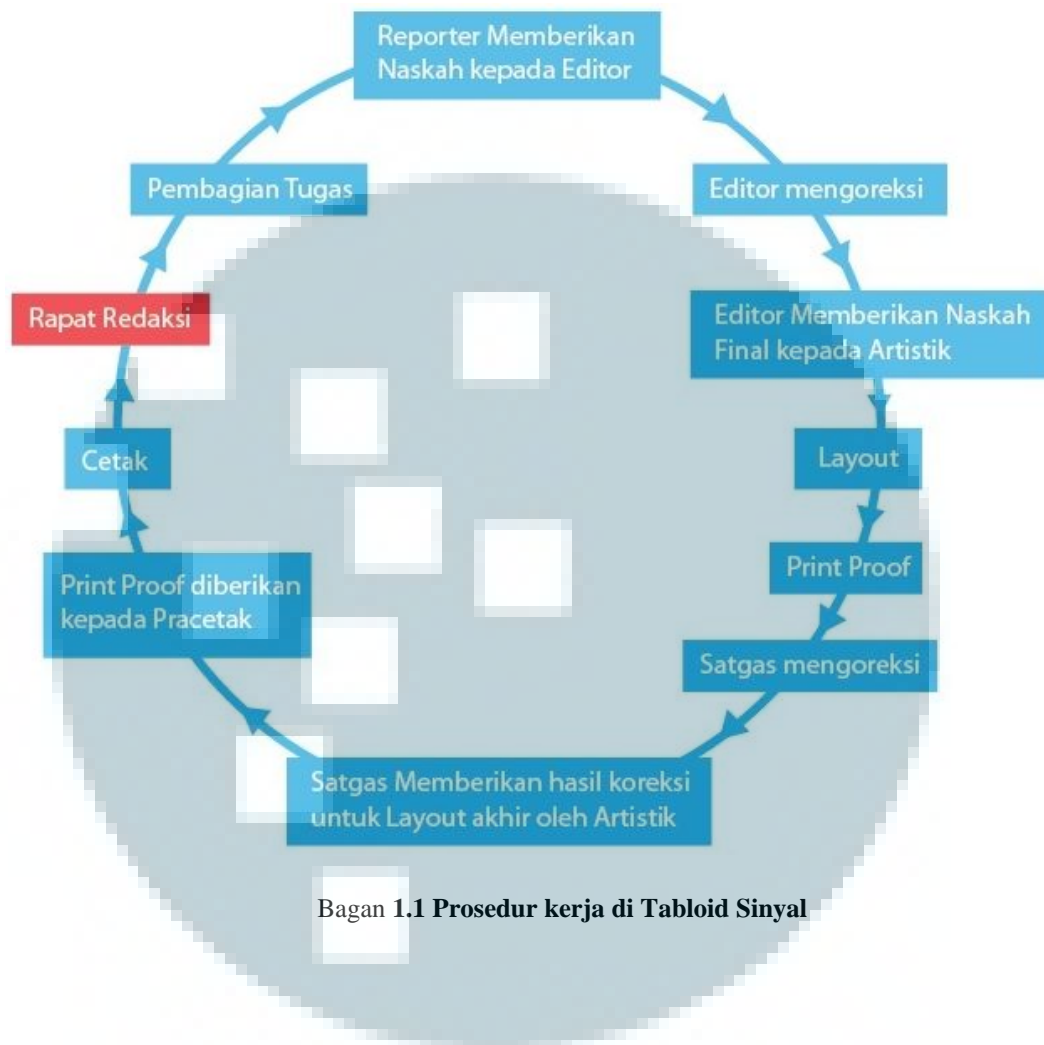 Reporter Memberikan
Naskah kepada Editor
Pembagian Tugas
Editor mengoreksi
Rapat Redaksi
Editor Memberikan Naskah
Final kepada Artistik
Cetak
Layout
Print Proof diberikan
kepada Pracetak
Print Proof
Satgas mengoreksi
Satgas Memberikan hasil koreksi
untuk Layout akhir oleh Artistik
Bagan 1.1 Prosedur kerja di Tabloid Sinyal